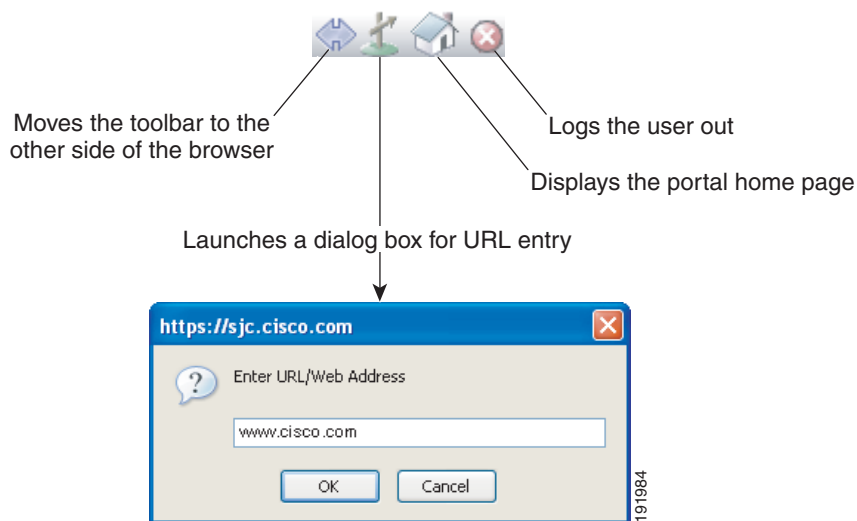 Moves the toolbar to the
other side of the browser
Logs the user out
Displays the portal home page
Launches a dialog box for URL entry
https://sjc.cisco.com
Enter URL/Web Address
www.cisco.com
OK
Cancel
191984